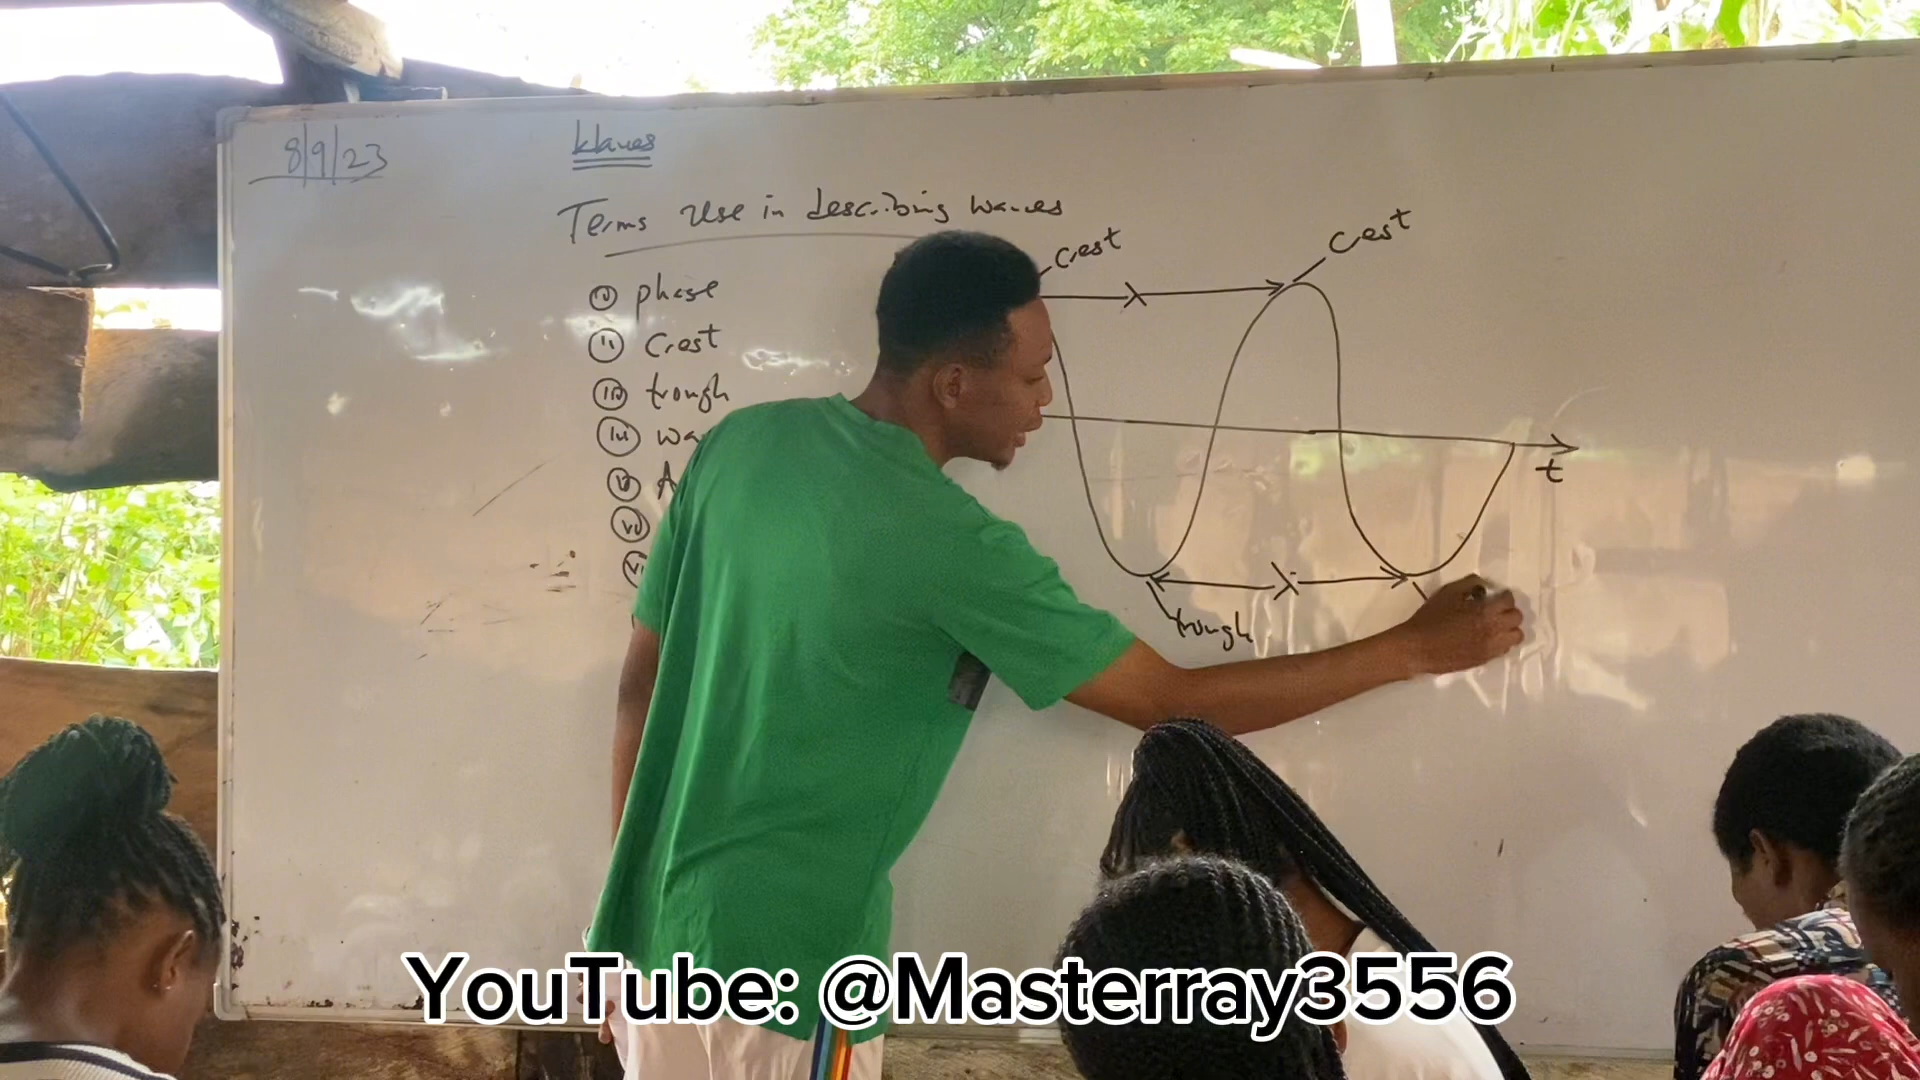 8/9/23
Waves
Terms use in describing waves
(i) phase
(ii) Crest
(iii) trough
(iv) wa
(v) A
(vi)
(vi
Crest
Crest
λ
t
λ
trough
YouTube: @Masterray3556